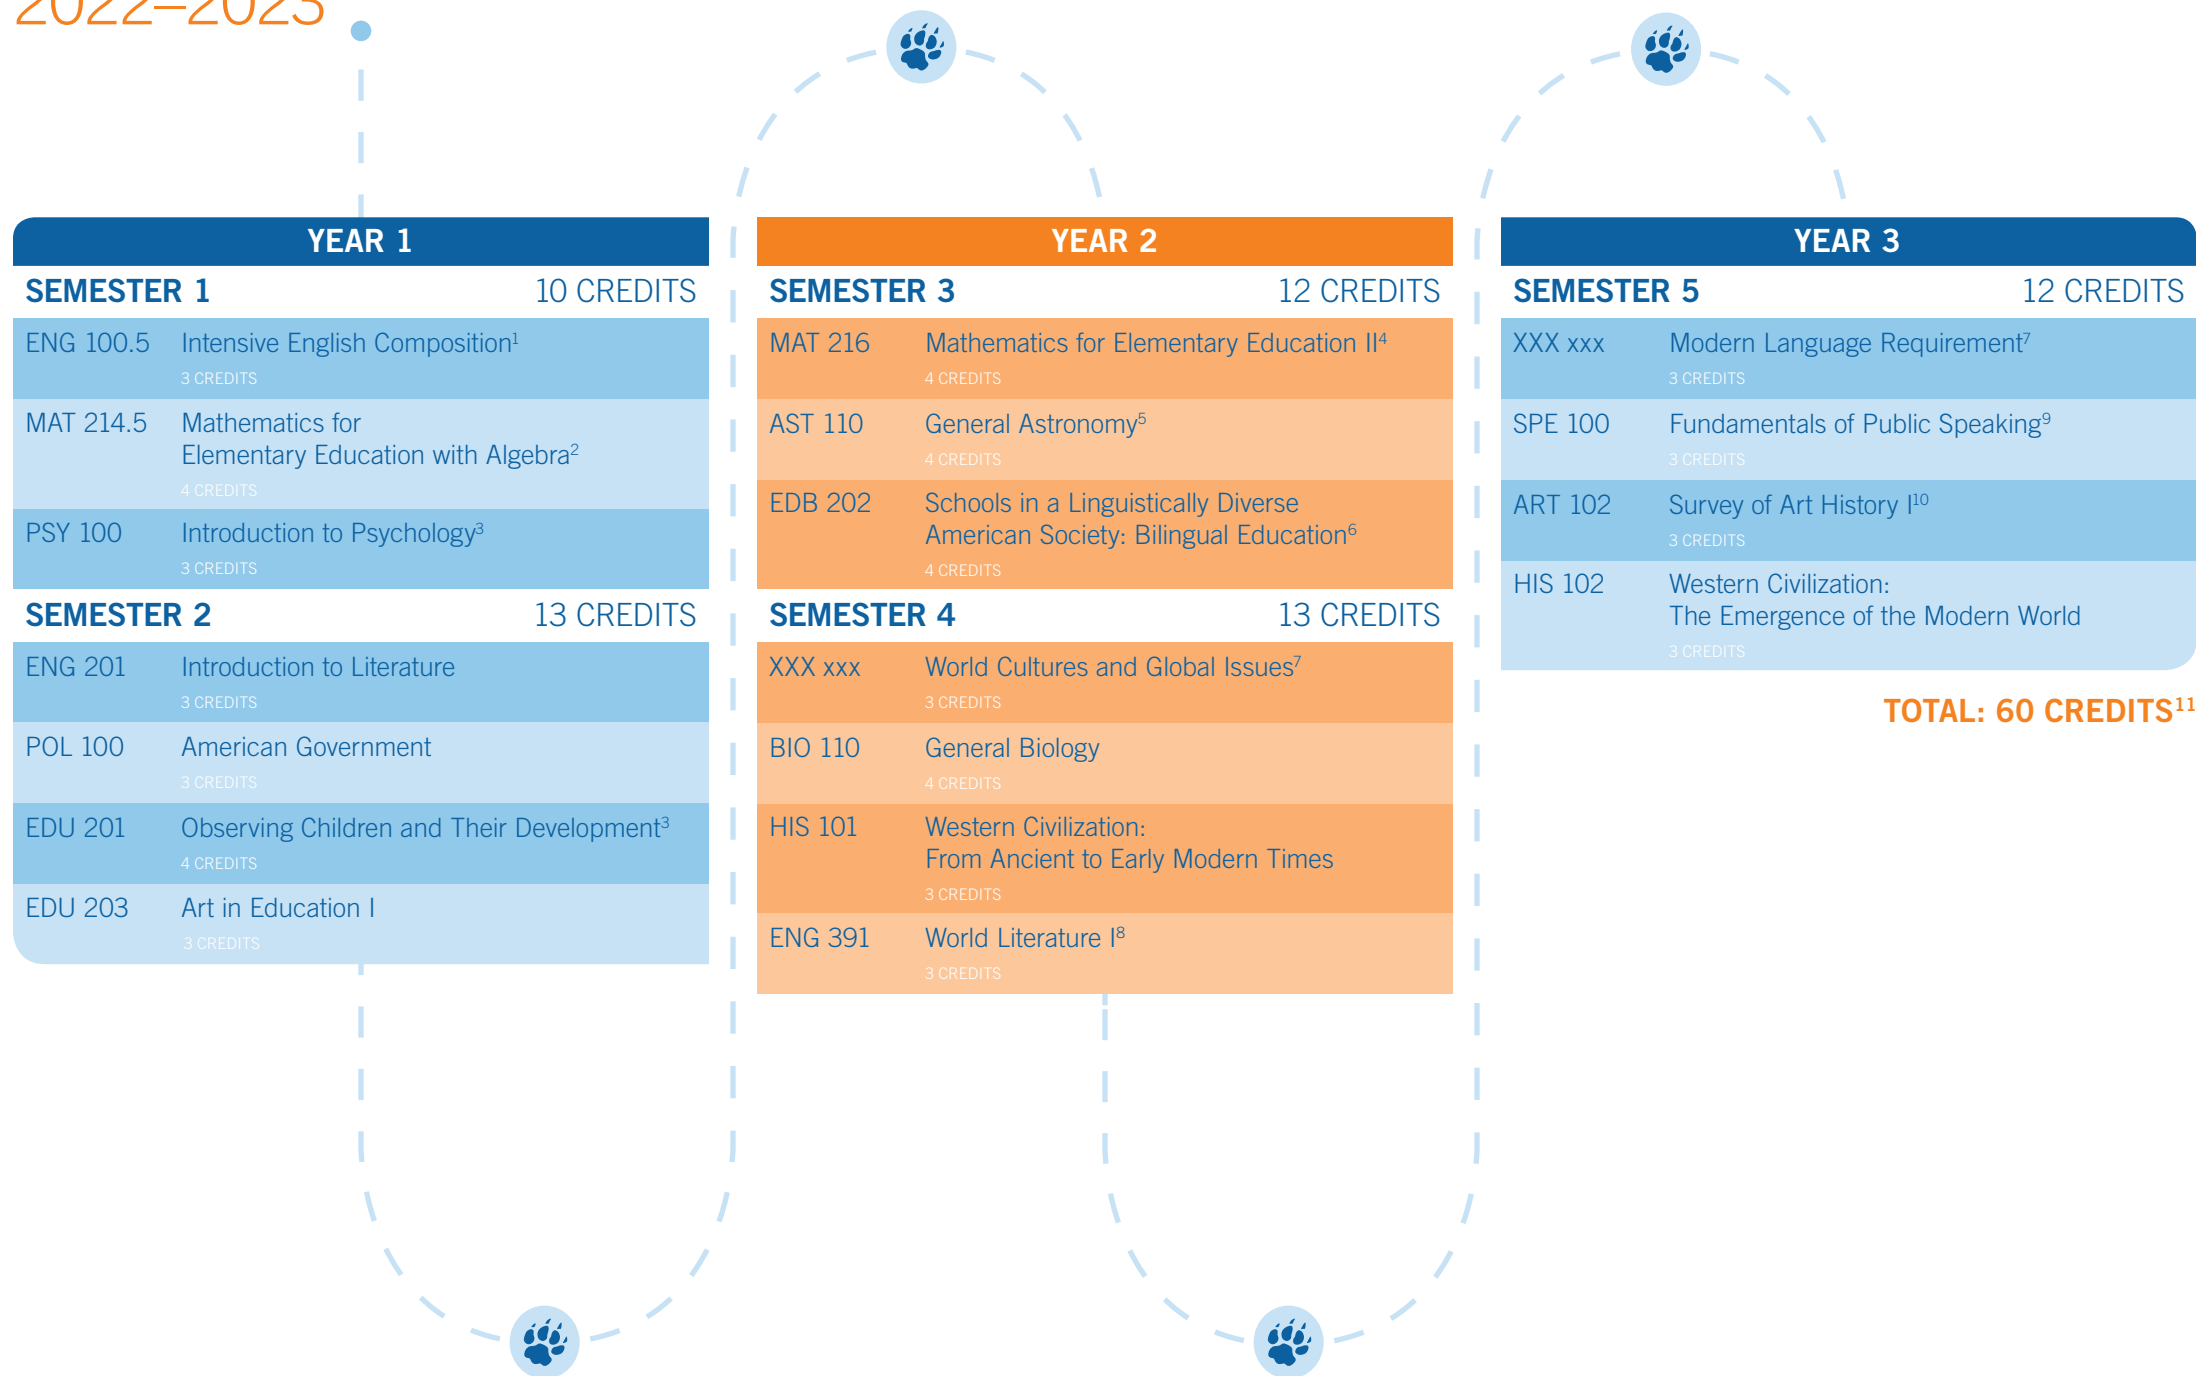 2022–2023
YEAR 1
SEMESTER 1 10 CREDITS
ENG 100.5 Intensive English Composition¹
3 CREDITS
MAT 214.5 Mathematics for
Elementary Education with Algebra²
4 CREDITS
PSY 100 Introduction to Psychology³
3 CREDITS
SEMESTER 2 13 CREDITS
ENG 201 Introduction to Literature
3 CREDITS
POL 100 American Government
3 CREDITS
EDU 201 Observing Children and Their Development³
4 CREDITS
EDU 203 Art in Education I
3 CREDITS
YEAR 2
SEMESTER 3 12 CREDITS
MAT 216 Mathematics for Elementary Education II⁴
4 CREDITS
AST 110 General Astronomy⁵
4 CREDITS
EDB 202 Schools in a Linguistically Diverse
American Society: Bilingual Education⁶
4 CREDITS
SEMESTER 4 13 CREDITS
XXX xxx World Cultures and Global Issues⁷
3 CREDITS
BIO 110 General Biology
4 CREDITS
HIS 101 Western Civilization:
From Ancient to Early Modern Times
3 CREDITS
ENG 391 World Literature I⁸
3 CREDITS
YEAR 3
SEMESTER 5 12 CREDITS
XXX xxx Modern Language Requirement⁷
3 CREDITS
SPE 100 Fundamentals of Public Speaking⁹
3 CREDITS
ART 102 Survey of Art History I¹⁰
3 CREDITS
HIS 102 Western Civilization:
The Emergence of the Modern World
3 CREDITS
TOTAL: 60 CREDITS¹¹